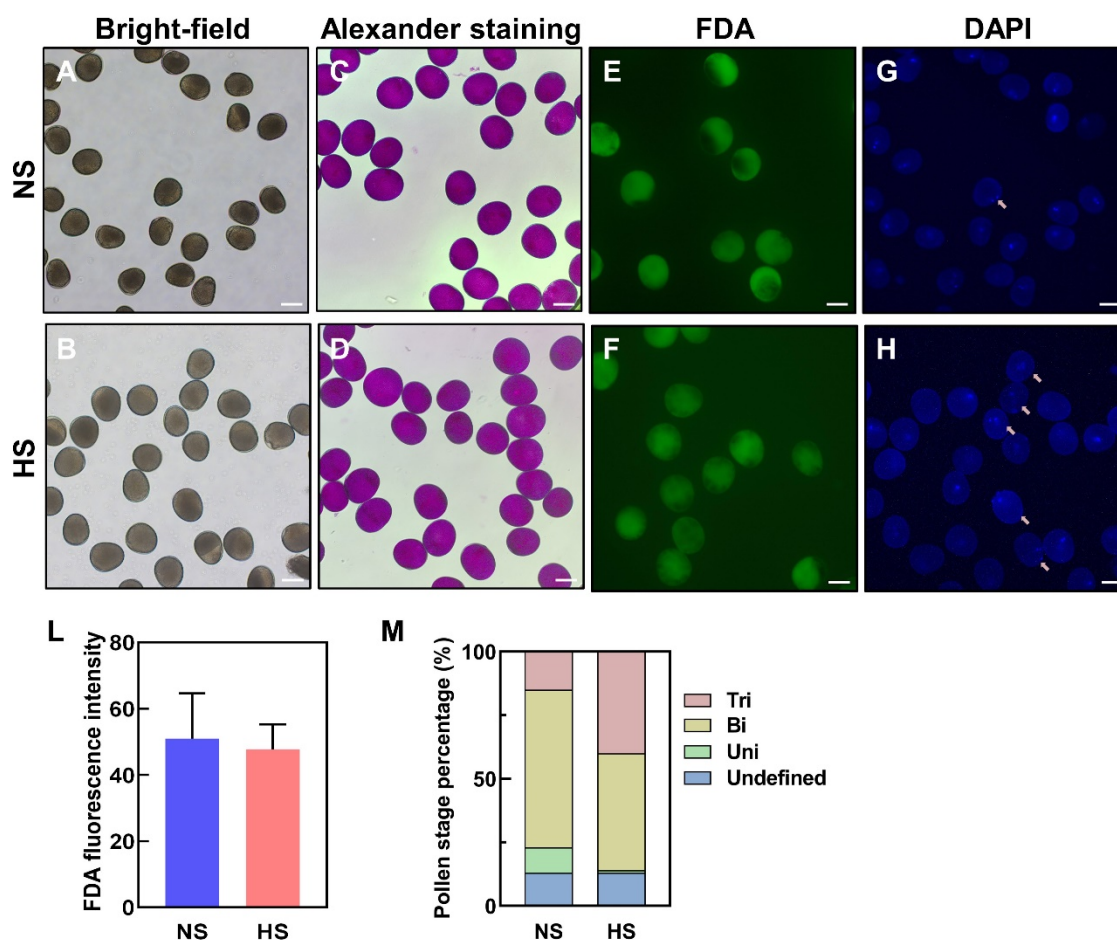 Bright-field Alexander staining FDA DAPI
NS
A C E G
HS
B D F H
L
FDA fluorescence intensity
80
60
40
20
0
NS HS
M
Pollen stage percentage (%)
100
50
0
NS HS
Tri
Bi
Uni
Undefined